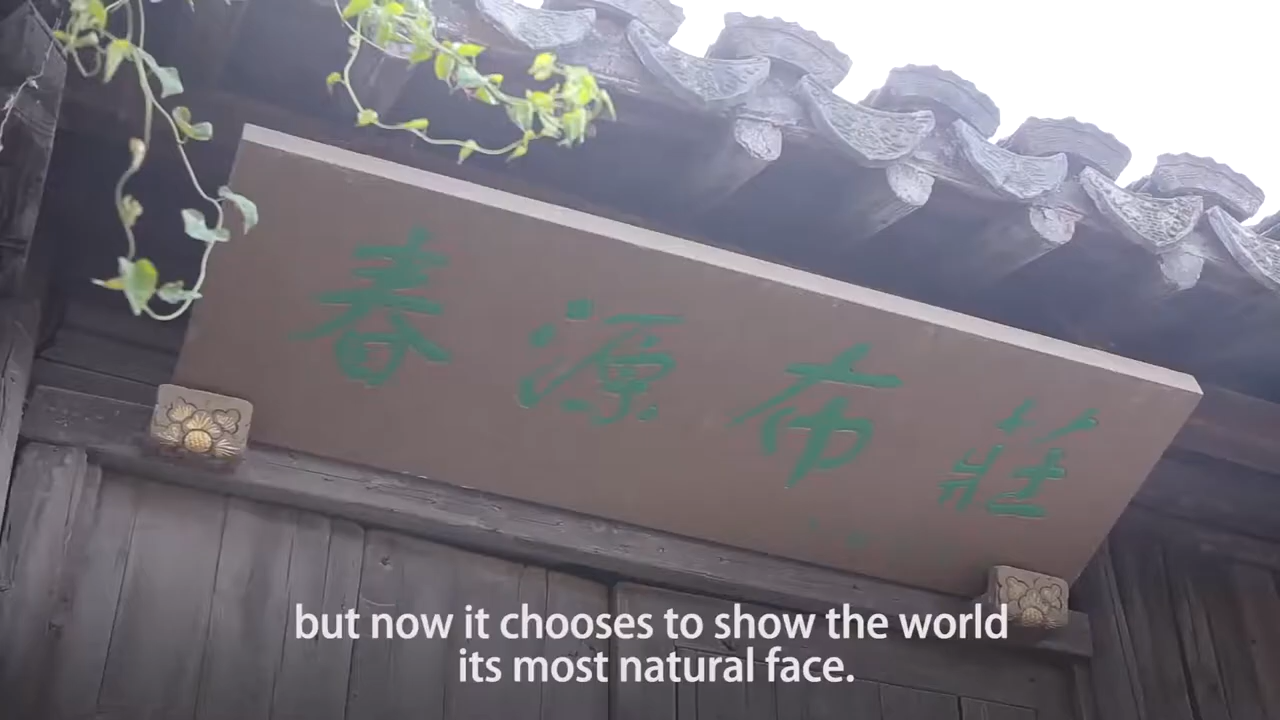 春源布莊
but now it chooses to show the world
its most natural face.